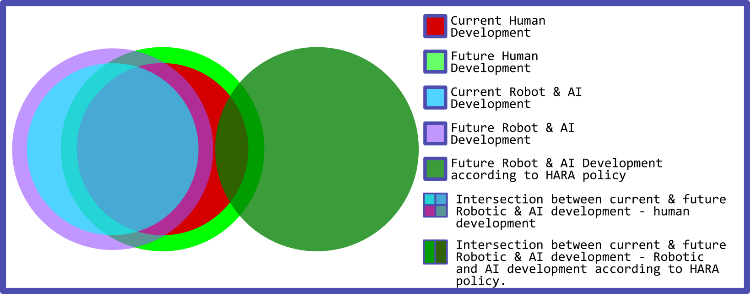 Current Human
Development
Future Human
Development
Current Robot & AI
Development
Future Robot & AI
Development
Future Robot & AI Development
according to HARA policy
Intersection between current & future
Robotic & AI development - human
development
Intersection between current & future
Robotic & AI development - Robotic
and AI development according to HARA
policy.